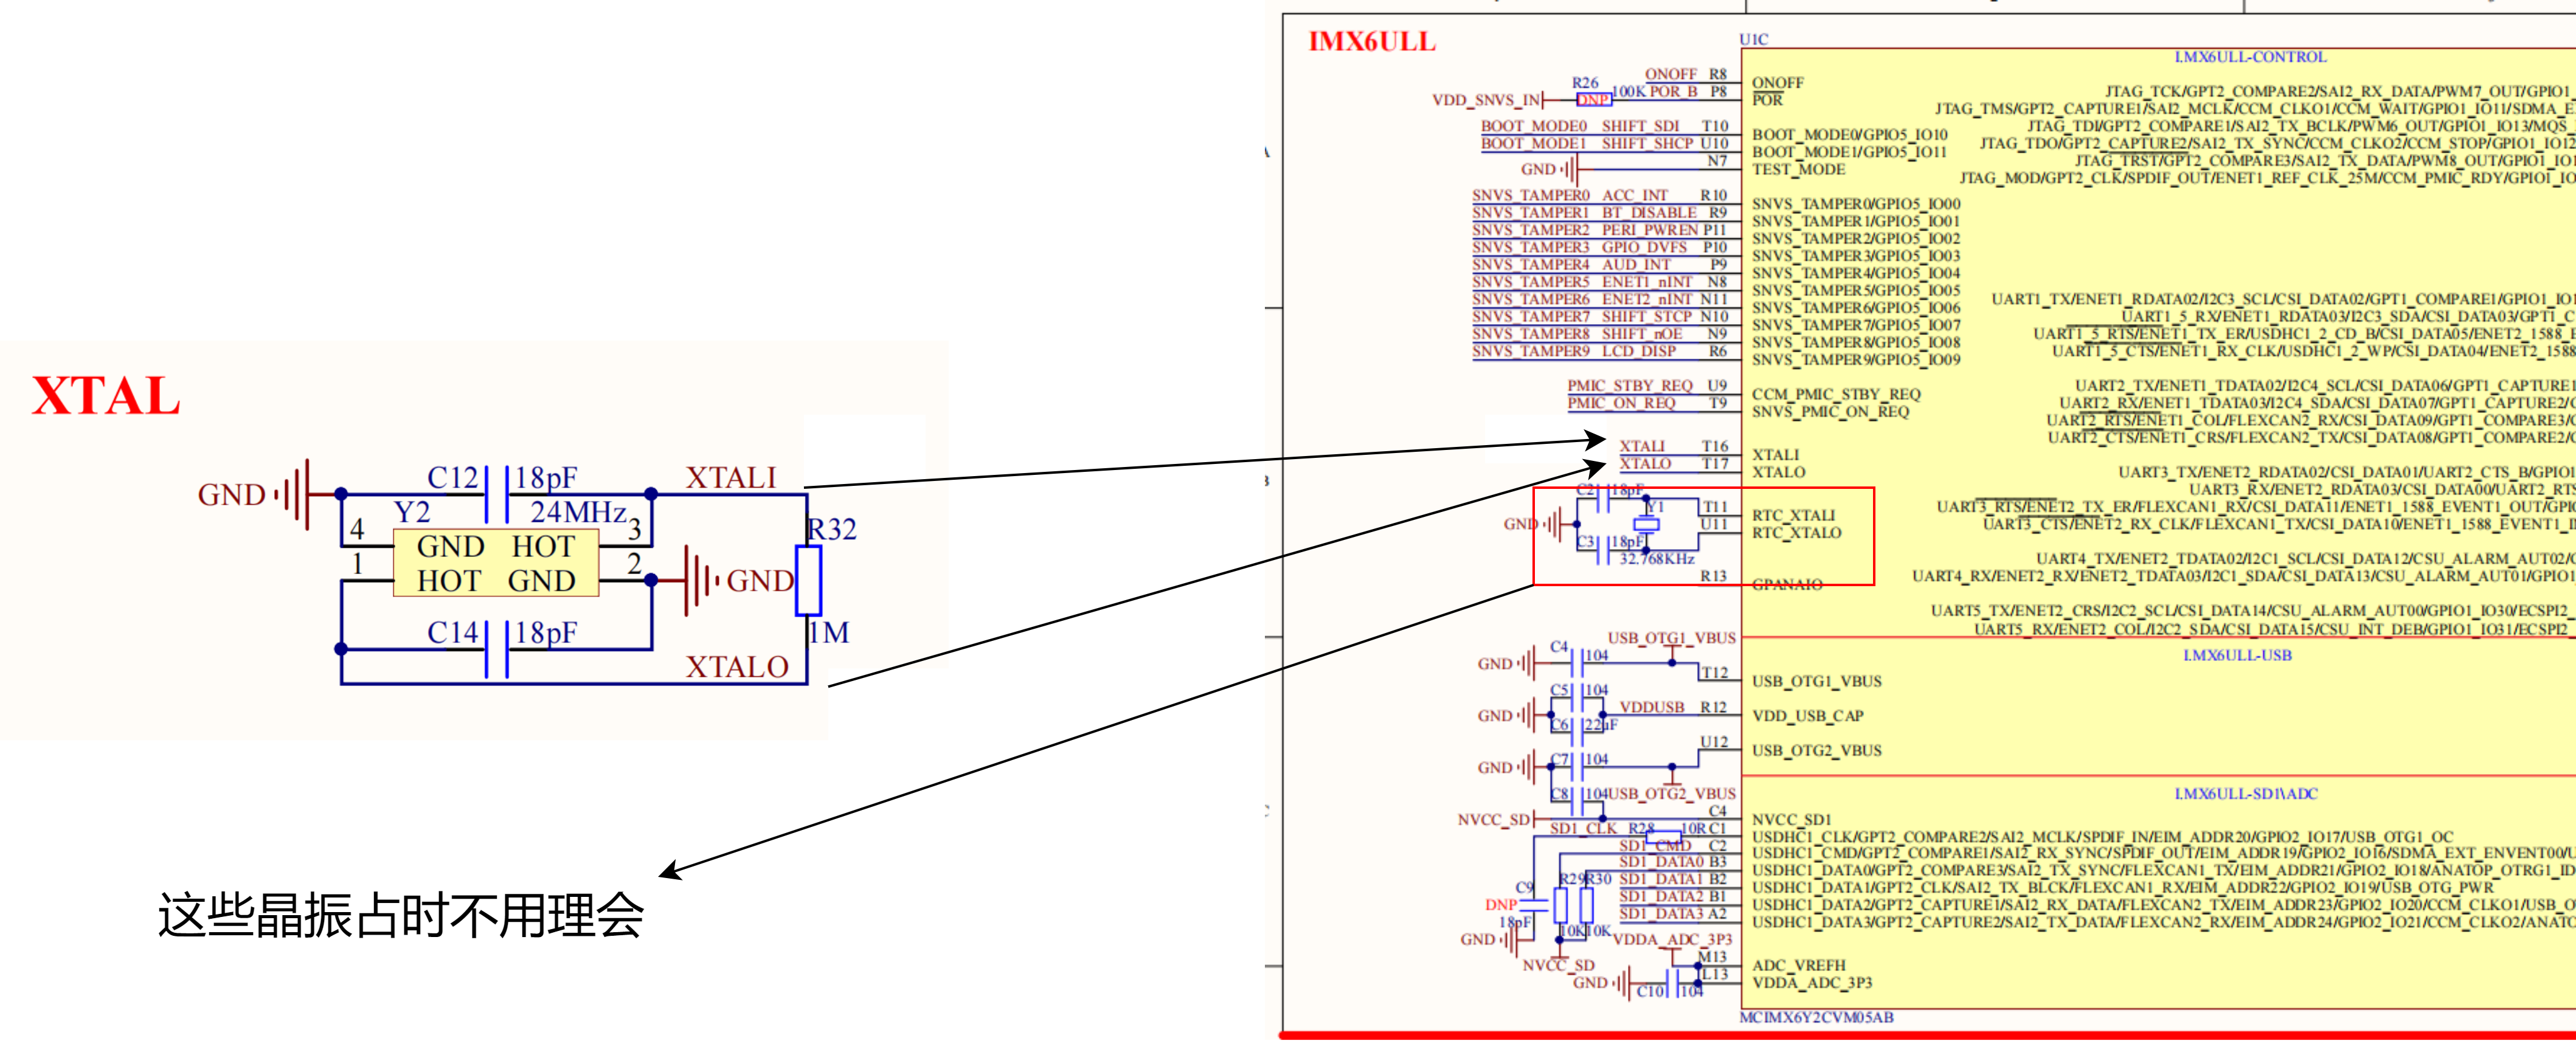 XTAL
GND
C12
18pF
XTALI
Y2
24MHz
4
GND HOT
3
1
HOT GND
2
GND
R32
1M
C14
18pF
XTALO
这些晶振占时不用理会
IMX6ULL
U1C
I.MX6ULL-CONTROL
ONOFF R8
ONOFF
R26
VDD_SNVS_IN
DNP
100K POR_B P8
POR
BOOT_MODE0 SHIFT_SDI T10
BOOT_MODE0/GPIO5_IO10
BOOT_MODE1 SHIFT_SHCP U10
BOOT_MODE1/GPIO5_IO11
GND
N7
TEST_MODE
SNVS_TAMPER0 ACC_INT R10
SNVS_TAMPER0/GPIO5_IO00
SNVS_TAMPER1 BT_DISABLE R9
SNVS_TAMPER1/GPIO5_IO01
SNVS_TAMPER2 PERI_PWREN P11
SNVS_TAMPER2/GPIO5_IO02
SNVS_TAMPER3 GPIO_DVFS P10
SNVS_TAMPER3/GPIO5_IO03
SNVS_TAMPER4 AUD_INT P9
SNVS_TAMPER4/GPIO5_IO04
SNVS_TAMPER5 ENET1_nINT N8
SNVS_TAMPER5/GPIO5_IO05
SNVS_TAMPER6 ENET2_nINT N11
SNVS_TAMPER6/GPIO5_IO06
SNVS_TAMPER7 SHIFT_STCP N10
SNVS_TAMPER7/GPIO5_IO07
SNVS_TAMPER8 SHIFT_nOE N9
SNVS_TAMPER8/GPIO5_IO08
SNVS_TAMPER9 LCD_DISP R6
SNVS_TAMPER9/GPIO5_IO09
PMIC_STBY_REQ U9
CCM_PMIC_STBY_REQ
PMIC_ON_REQ T9
SNVS_PMIC_ON_REQ
XTALI T16
XTALI
XTALO T17
XTALO
C2 18pF
Y1
T11
RTC_XTALI
GND
U11
RTC_XTALO
C3 18pF
32.768KHz
R13
GPANAIO
JTAG_TCK/GPT2_COMPARE2/SAI2_RX_DATA/PWM7_OUT/GPIO1_
JTAG_TMS/GPT2_CAPTURE1/SAI2_MCLK/CCM_CLKO1/CCM_WAIT/GPIO1_IO11/SDMA_E
JTAG_TDI/GPT2_COMPARE1/SAI2_TX_BCLK/PWM6_OUT/GPIO1_IO13/MQS_
JTAG_TDO/GPT2_CAPTURE2/SAI2_TX_SYNC/CCM_CLKO2/CCM_STOP/GPIO1_IO12
JTAG_TRST/GPT2_COMPARE3/SAI2_TX_DATA/PWM8_OUT/GPIO1_IO1
JTAG_MOD/GPT2_CLK/SPDIF_OUT/ENET1_REF_CLK_25M/CCM_PMIC_RDY/GPIO1_IO
UART1_TX/ENET1_RDATA02/I2C3_SCL/CSI_DATA02/GPT1_COMPARE1/GPIO1_IO1
UART1_5_RX/ENET1_RDATA03/I2C3_SDA/CSI_DATA03/GPT1_C
UART1_5_RTS/ENET1_TX_ER/USDHC1_2_CD_B/CSI_DATA05/ENET2_1588_E
UART1_5_CTS/ENET1_RX_CLK/USDHC1_2_WP/CSI_DATA04/ENET2_1588
UART2_TX/ENET1_TDATA02/I2C4_SCL/CSI_DATA06/GPT1_CAPTURE1
UART2_RX/ENET1_TDATA03/I2C4_SDA/CSI_DATA07/GPT1_CAPTURE2/C
UART2_RTS/ENET1_COL/FLEXCAN2_RX/CSI_DATA09/GPT1_COMPARE3/C
UART2_CTS/ENET1_CRS/FLEXCAN2_TX/CSI_DATA08/GPT1_COMPARE2/C
UART3_TX/ENET2_RDATA02/CSI_DATA01/UART2_CTS_B/GPIO1
UART3_RX/ENET2_RDATA03/CSI_DATA00/UART2_RTS
UART3_RTS/ENET2_TX_ER/FLEXCAN1_RX/CSI_DATA11/ENET1_1588_EVENT1_OUT/GPIO
UART3_CTS/ENET2_RX_CLK/FLEXCAN1_TX/CSI_DATA10/ENET1_1588_EVENT1_I
UART4_TX/ENET2_TDATA02/I2C1_SCL/CSI_DATA12/CSU_ALARM_AUT02/
UART4_RX/ENET2_RX/ENET2_TDATA03/I2C1_SDA/CSI_DATA13/CSU_ALARM_AUT01/GPIO1
UART5_TX/ENET2_CRS/I2C2_SCL/CSI_DATA14/CSU_ALARM_AUT00/GPIO1_IO30/ECSPI2_
UART5_RX/ENET2_COL/I2C2_SDA/CSI_DATA15/CSU_INT_DEB/GPIO1_IO31/ECSPI2_
I.MX6ULL-USB
USB_OTG1_VBUS
C4 104
GND
T12
USB_OTG1_VBUS
C5 104
GND
VDDUSB R12
VDD_USB_CAP
C6 22uF
U12
USB_OTG2_VBUS
C7 104
GND
C8 104
USB_OTG2_VBUS
I.MX6ULL-SD1\ADC
NVCC_SD
C4
NVCC_SD1
SD1_CLK R28 10R C1
USDHC1_CLK/GPT2_COMPARE2/SAI2_MCLK/SPDIF_IN/EIM_ADDR20/GPIO2_IO17/USB_OTG1_OC
SD1_CMD C2
USDHC1_CMD/GPT2_COMPARE1/SAI2_RX_SYNC/SPDIF_OUT/EIM_ADDR19/GPIO2_IO16/SDMA_EXT_ENVENT00/U
SD1_DATA0 B3
USDHC1_DATA0/GPT2_COMPARE3/SAI2_TX_SYNC/FLEXCAN1_TX/EIM_ADDR21/GPIO2_IO18/ANATOP_OTRG1_ID
C9
R29 R30
SD1_DATA1 B2
USDHC1_DATA1/GPT2_CLK/SAI2_TX_BLCK/FLEXCAN1_RX/EIM_ADDR22/GPIO2_IO19/USB_OTG_PWR
DNP
SD1_DATA2 B1
USDHC1_DATA2/GPT2_CAPTURE1/SAI2_RX_DATA/FLEXCAN2_TX/EIM_ADDR23/GPIO2_IO20/CCM_CLKO1/USB_O
18pF
SD1_DATA3 A2
USDHC1_DATA3/GPT2_CAPTURE2/SAI2_TX_DATA/FLEXCAN2_RX/EIM_ADDR24/GPIO2_IO21/CCM_CLKO2/ANATO
GND
10K 10K
VDDA_ADC_3P3
NVCC_SD
M13
ADC_VREFH
GND
C10 104
L13
VDDA_ADC_3P3
MCIMX6Y2CVM05AB